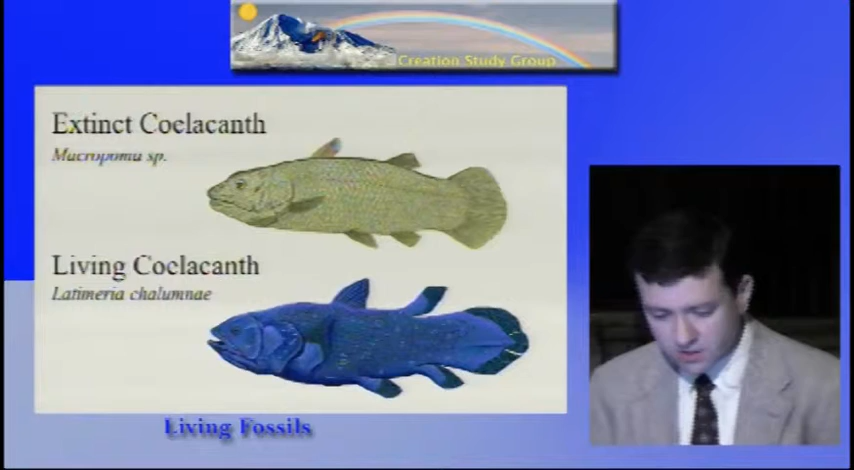 Creation Study Group
Extinct Coelacanth
Macropoma sp.
Living Coelacanth
Latimeria chalumnae
Living Fossils